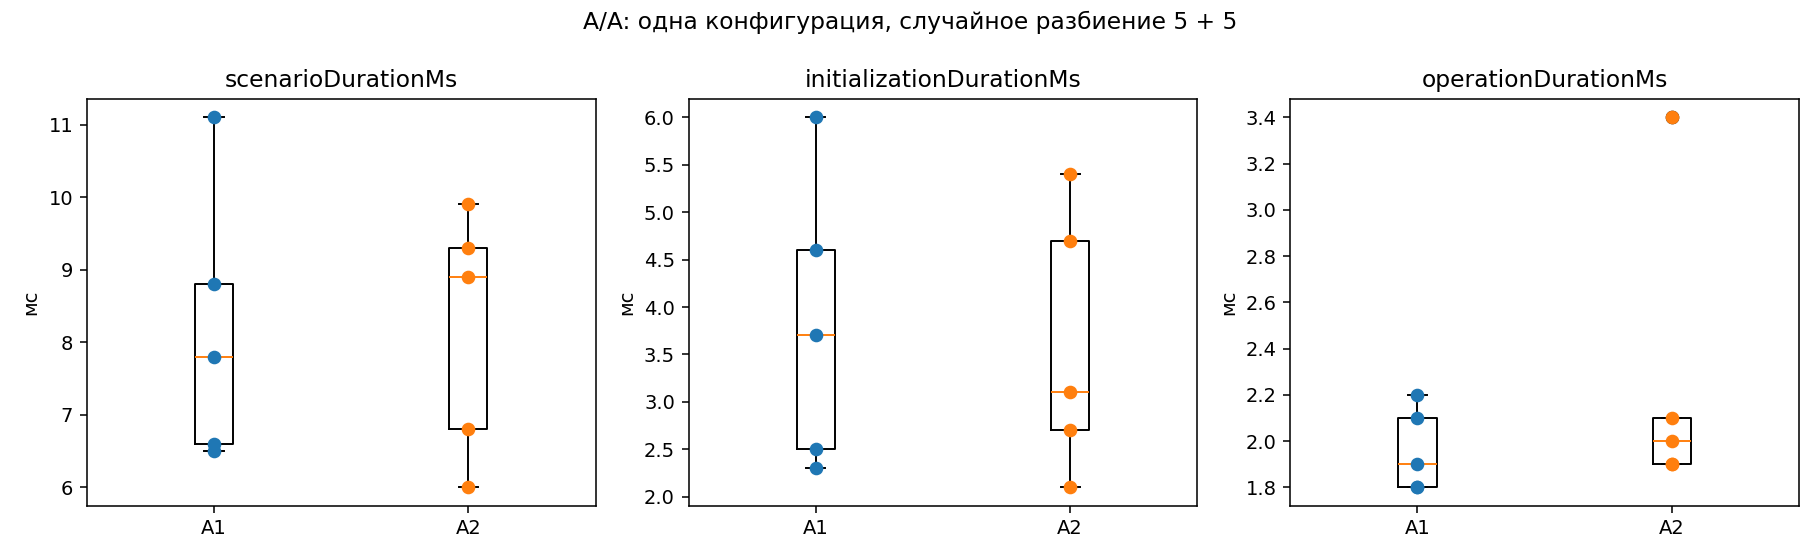 А/А: одна конфигурация, случайное разбиение 5 + 5
scenarioDurationMs
мс
11
10
9
8
7
6
A1
A2
initializationDurationMs
мс
6.0
5.5
5.0
4.5
4.0
3.5
3.0
2.5
2.0
A1
A2
operationDurationMs
мс
3.4
3.2
3.0
2.8
2.6
2.4
2.2
2.0
1.8
A1
A2